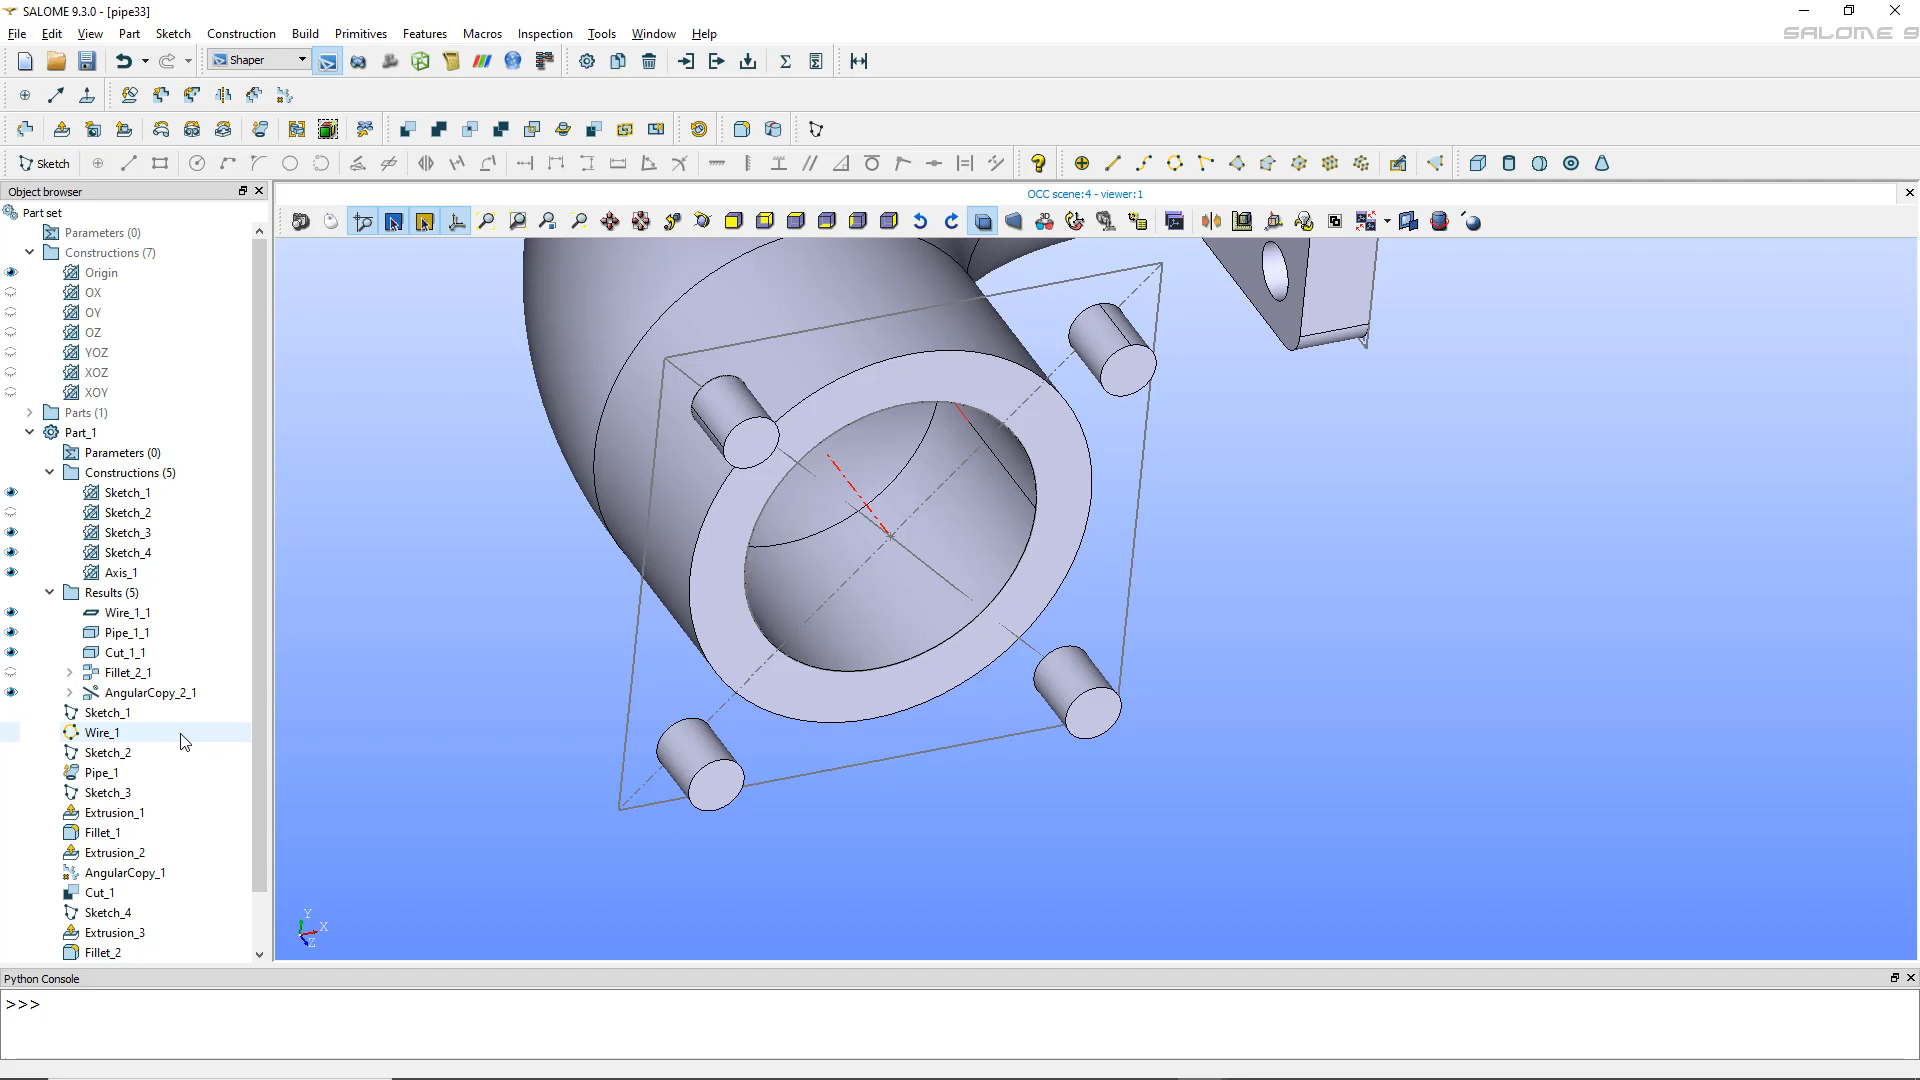 SALOME 9.3.0 - [pipe33]
File Edit View Part Sketch Construction Build Primitives Features Macros Inspection Tools Window Help
SALOME 9
Shaper
Sketch
Object browser
OCC scene:4 - viewer:1
Part set
Parameters (0)
Constructions (7)
Origin
OX
OY
OZ
YOZ
XOZ
XOY
Parts (1)
Part_1
Parameters (0)
Constructions (5)
Sketch_1
Sketch_2
Sketch_3
Sketch_4
Axis_1
Results (5)
Wire_1_1
Pipe_1_1
Cut_1_1
Fillet_2_1
AngularCopy_2_1
Sketch_1
Wire_1
Sketch_2
Pipe_1
Sketch_3
Extrusion_1
Fillet_1
Extrusion_2
AngularCopy_1
Cut_1
Sketch_4
Extrusion_3
Fillet_2
Y
X
Z
Python Console
>>>